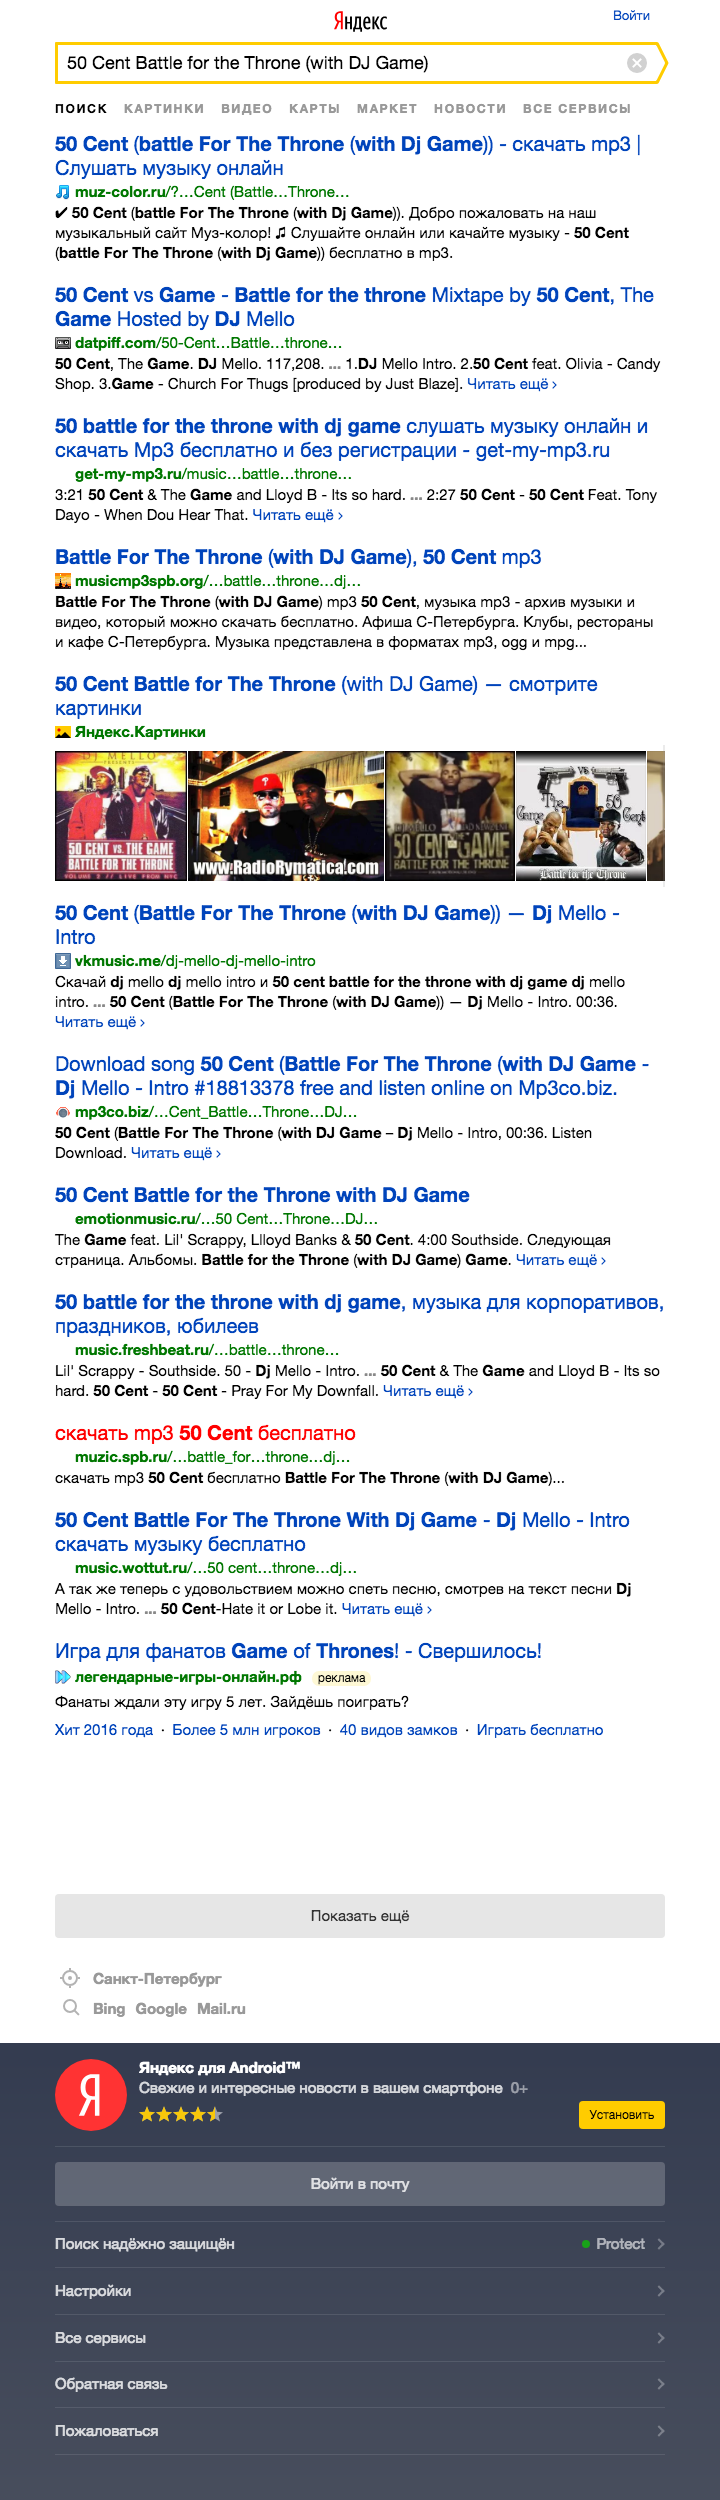 Яндекс
Войти
50 Cent Battle for the Throne (with DJ Game)
ПОИСК КАРТИНКИ ВИДЕО КАРТЫ МАРКЕТ НОВОСТИ ВСЕ СЕРВИСЫ
50 Cent (battle For The Throne (with Dj Game)) - скачать mp3 |
Слушать музыку онлайн
muz-color.ru/?...Cent (Battle...Throne...
✔ 50 Cent (battle For The Throne (with Dj Game)). Добро пожаловать на наш
музыкальный сайт Муз-колор! ♫ Слушайте онлайн или качайте музыку - 50 Cent
(battle For The Throne (with Dj Game)) бесплатно в mp3.
50 Cent vs Game - Battle for the throne Mixtape by 50 Cent, The
Game Hosted by DJ Mello
datpiff.com/50-Cent...Battle...throne...
50 Cent, The Game. DJ Mello. 117,208. ... 1.DJ Mello Intro. 2.50 Cent feat. Olivia - Candy
Shop. 3.Game - Church For Thugs [produced by Just Blaze]. Читать ещё ›
50 battle for the throne with dj game слушать музыку онлайн и
скачать Mp3 бесплатно и без регистрации - get-my-mp3.ru
get-my-mp3.ru/music...battle...throne...
3:21 50 Cent & The Game and Lloyd B - Its so hard. ... 2:27 50 Cent - 50 Cent Feat. Tony
Dayo - When Dou Hear That. Читать ещё ›
Battle For The Throne (with DJ Game), 50 Cent mp3
musicmp3spb.org/...battle...throne...dj...
Battle For The Throne (with DJ Game) mp3 50 Cent, музыка mp3 - архив музыки и
видео, который можно скачать бесплатно. Афиша С-Петербурга. Клубы, рестораны
и кафе С-Петербурга. Музыка представлена в форматах mp3, ogg и mpg...
50 Cent Battle for The Throne (with DJ Game) — смотрите
картинки
Яндекс.Картинки
DJ MELLO
PRESENTS
50 CENT VS. THE GAME
BATTLE FOR THE THRONE
VOLUME 2 // LIVE FROM NYC
www.RadioRymatica.com
DJ MELLO
50 CENT GAME
BATTLE FOR THE THRONE
VS
The Game
50 Cent
Battle for the Throne
50 Cent (Battle For The Throne (with DJ Game)) — Dj Mello -
Intro
vkmusic.me/dj-mello-dj-mello-intro
Скачай dj mello dj mello intro и 50 cent battle for the throne with dj game dj mello
intro. ... 50 Cent (Battle For The Throne (with DJ Game)) — Dj Mello - Intro. 00:36.
Читать ещё ›
Download song 50 Cent (Battle For The Throne (with DJ Game -
Dj Mello - Intro #18813378 free and listen online on Mp3co.biz.
mp3co.biz/...Cent_Battle...Throne...DJ...
50 Cent (Battle For The Throne (with DJ Game – Dj Mello - Intro, 00:36. Listen
Download. Читать ещё ›
50 Cent Battle for the Throne with DJ Game
emotionmusic.ru/...50 Cent...Throne...DJ...
The Game feat. Lil' Scrappy, Llloyd Banks & 50 Cent. 4:00 Southside. Следующая
страница. Альбомы. Battle for the Throne (with DJ Game) Game. Читать ещё ›
50 battle for the throne with dj game, музыка для корпоративов,
праздников, юбилеев
music.freshbeat.ru/...battle...throne...
Lil' Scrappy - Southside. 50 - Dj Mello - Intro. ... 50 Cent & The Game and Lloyd B - Its so
hard. 50 Cent - 50 Cent - Pray For My Downfall. Читать ещё ›
скачать mp3 50 Cent бесплатно
muzic.spb.ru/...battle_for...throne...dj...
скачать mp3 50 Cent бесплатно Battle For The Throne (with DJ Game)...
50 Cent Battle For The Throne With Dj Game - Dj Mello - Intro
скачать музыку бесплатно
music.wottut.ru/...50 cent...throne...dj...
А так же теперь с удовольствием можно спеть песню, смотрев на текст песни Dj
Mello - Intro. ... 50 Cent-Hate it or Lobe it. Читать ещё ›
Игра для фанатов Game of Thrones! - Свершилось!
легендарные-игры-онлайн.рф реклама
Фанаты ждали эту игру 5 лет. Зайдёшь поиграть?
Хит 2016 года · Более 5 млн игроков · 40 видов замков · Играть бесплатно
Показать ещё
Санкт-Петербург
Bing Google Mail.ru
Я
Яндекс для Android™
Свежие и интересные новости в вашем смартфоне 0+
Установить
Войти в почту
Поиск надёжно защищён Protect
Настройки
Все сервисы
Обратная связь
Пожаловаться